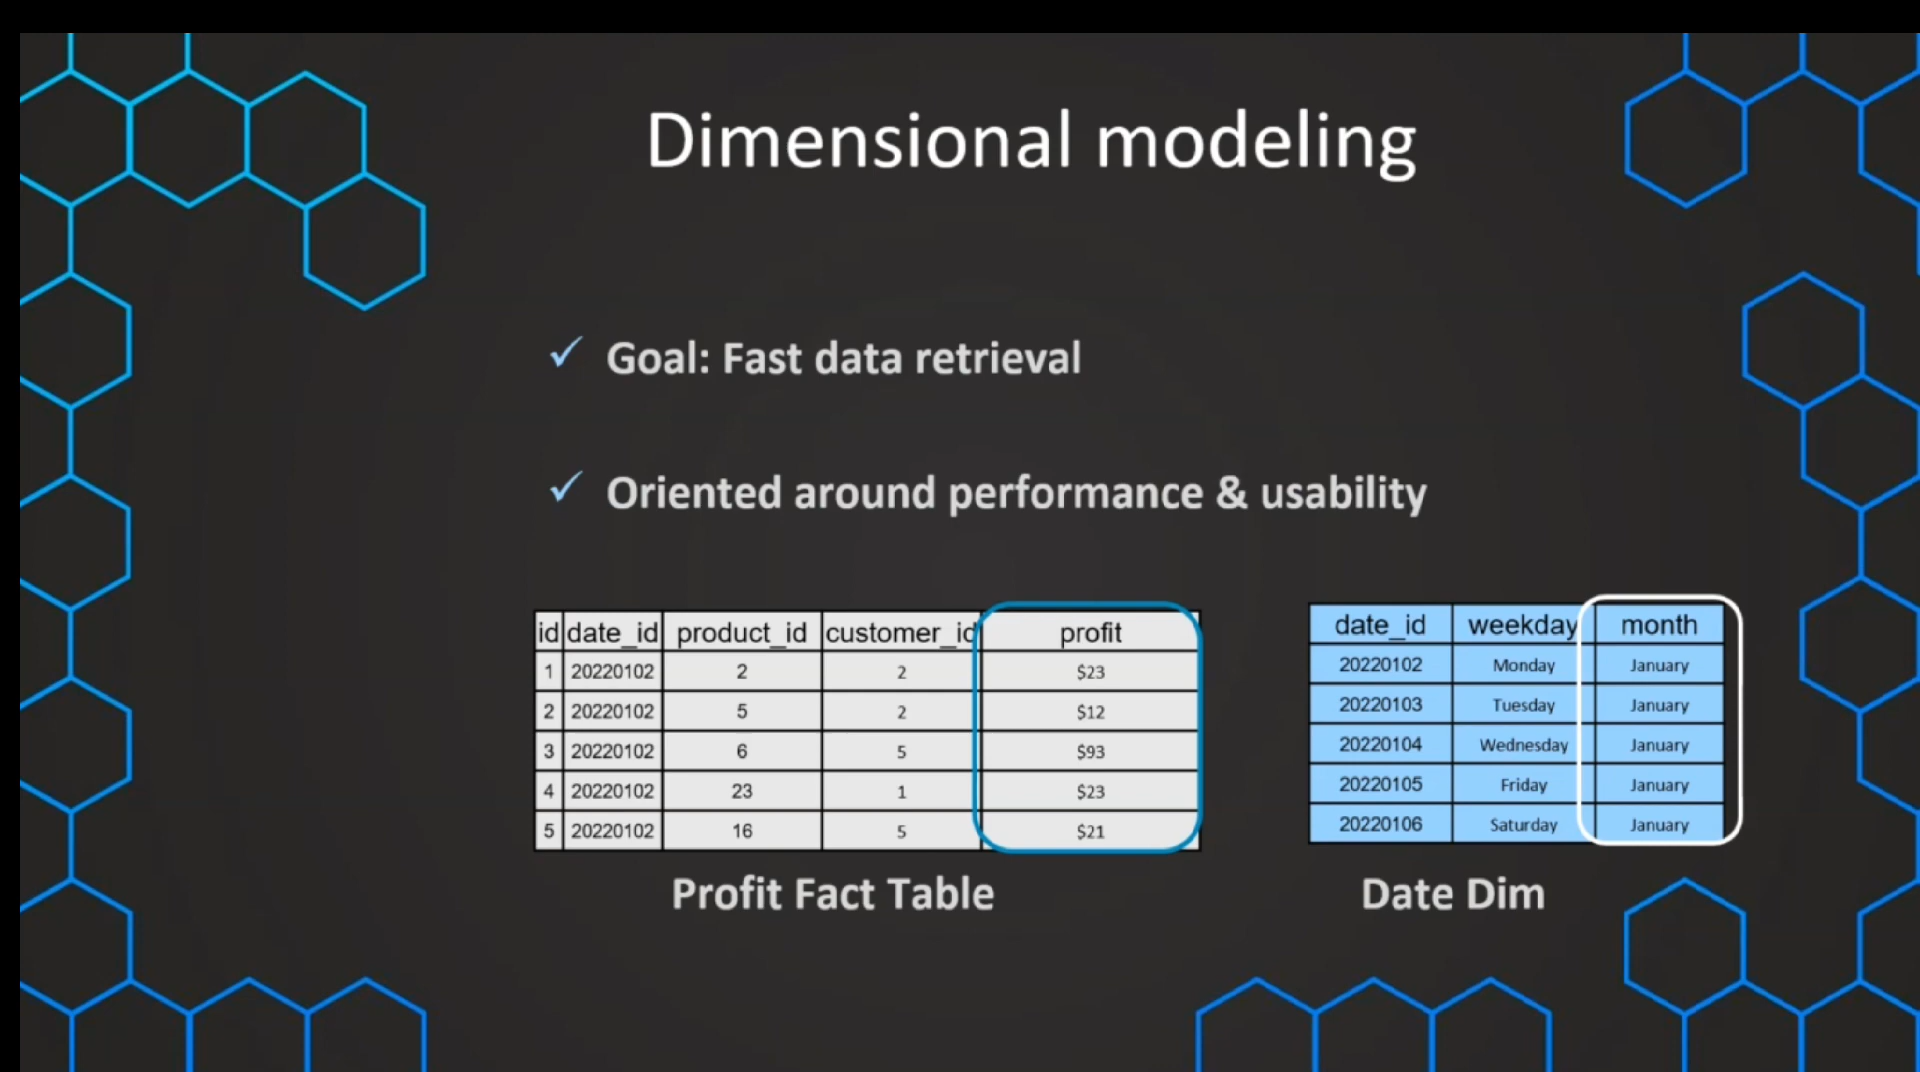 Dimensional modeling
✓ Goal: Fast data retrieval
✓ Oriented around performance & usability
id date_id product_id customer_id profit
1 20220102 2 2 $23
2 20220102 5 2 $12
3 20220102 6 5 $93
4 20220102 23 1 $23
5 20220102 16 5 $21
Profit Fact Table
date_id weekday month
20220102 Monday January
20220103 Tuesday January
20220104 Wednesday January
20220105 Friday January
20220106 Saturday January
Date Dim